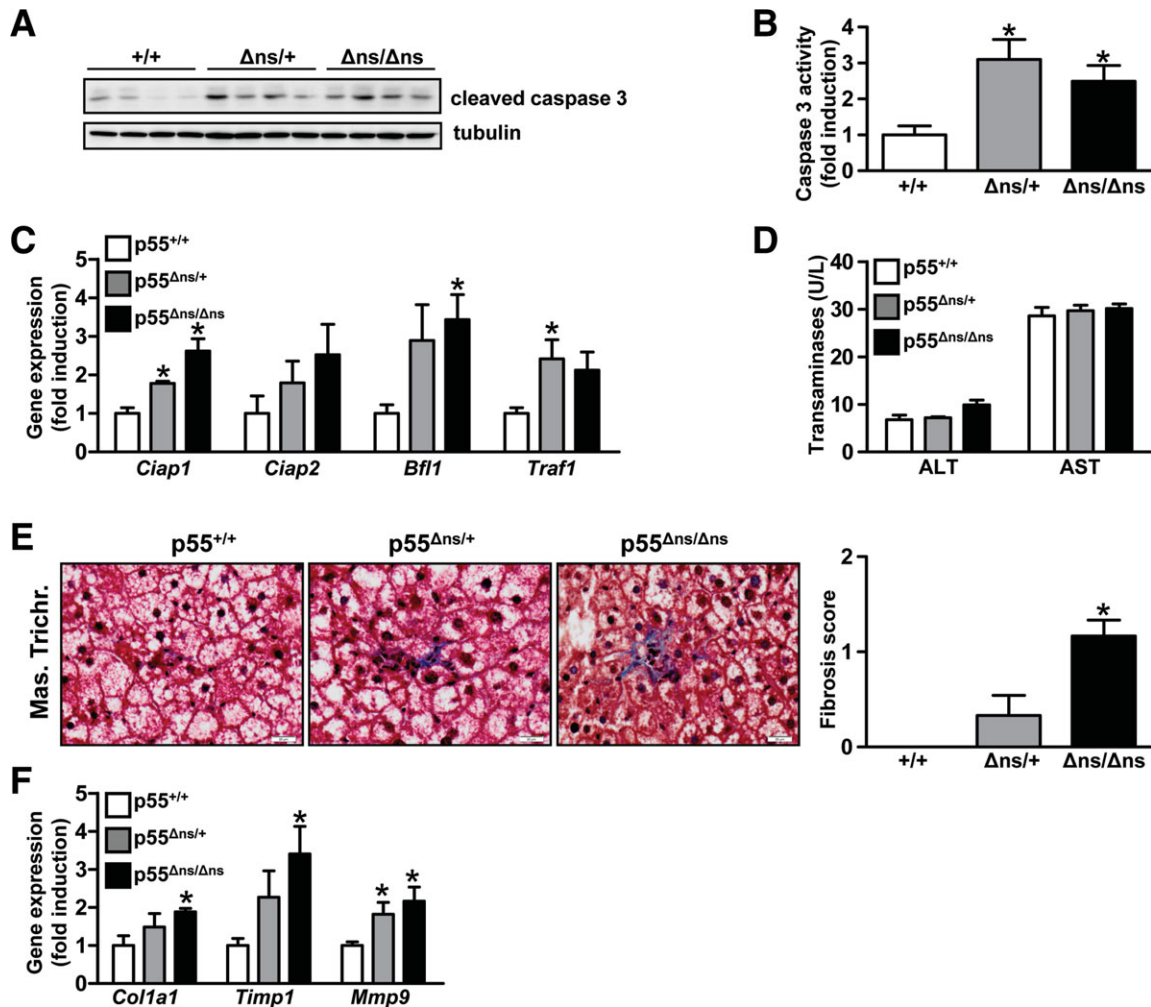 A
+/+ Δns/+ Δns/Δns
cleaved caspase 3
tubulin
B
Caspase 3 activity
(fold induction)
4
3
2
1
0
+/+ Δns/+ Δns/Δns
C
Gene expression
(fold induction)
5
4
3
2
1
0
p55+/+
p55Δns/+
p55Δns/Δns
* * * *
Ciap1 Ciap2 Bfl1 Traf1
D
Transaminases (U/L)
40
30
20
10
0
p55+/+
p55Δns/+
p55Δns/Δns
ALT AST
E
Mas. Trichr.
p55+/+ p55Δns/+ p55Δns/Δns
Fibrosis score
2
1
0
*
+/+ Δns/+ Δns/Δns
F
Gene expression
(fold induction)
5
4
3
2
1
0
p55+/+
p55Δns/+
p55Δns/Δns
* * * *
Col1a1 Timp1 Mmp9